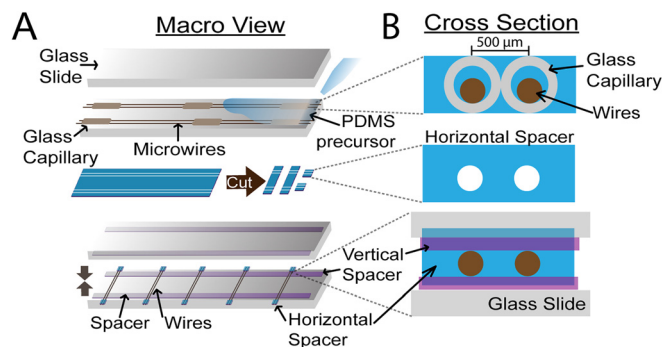 A
Macro View
B
Cross Section
Glass
Slide
500 μm
Glass
Capillary
Wires
PDMS
precursor
Glass
Capillary
Microwires
Horizontal Spacer
Cut
Vertical
Spacer
Spacer
Wires
Horizontal
Spacer
Glass Slide